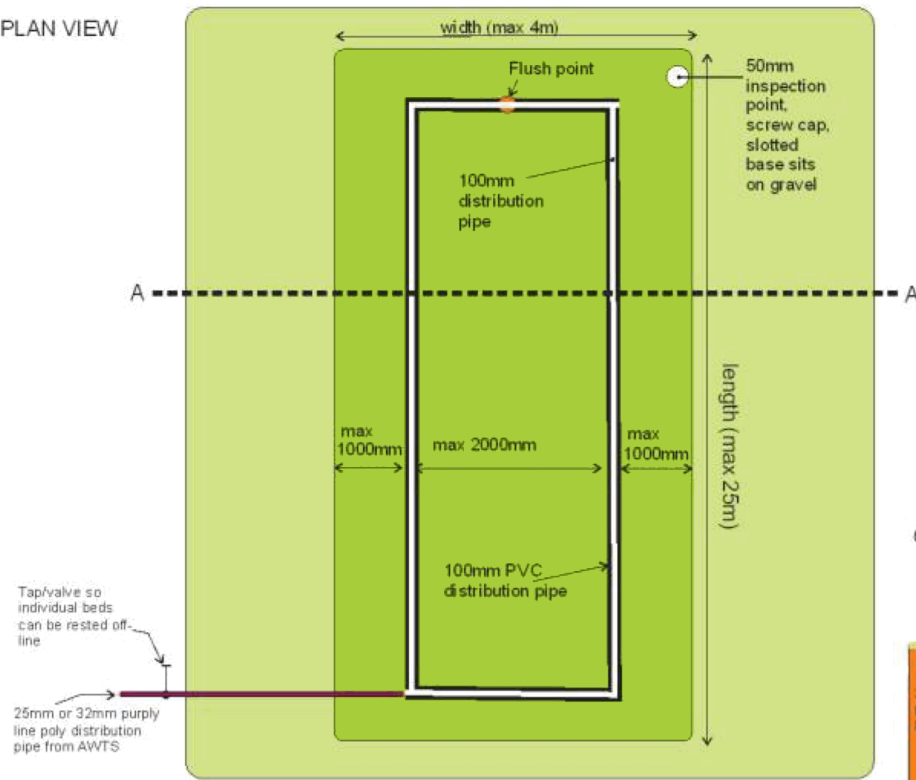 PLAN VIEW
width (max 4m)
Flush point
50mm
inspection
point,
screw cap,
slotted
base sits
on gravel
100mm
distribution
pipe
A
A
length (max 25m)
max
1000mm
max 2000mm
max
1000mm
100mm PVC
distribution pipe
Tap/valve so
individual beds
can be rested off-
line
25mm or 32mm purply
line poly distribution
pipe from AWTS